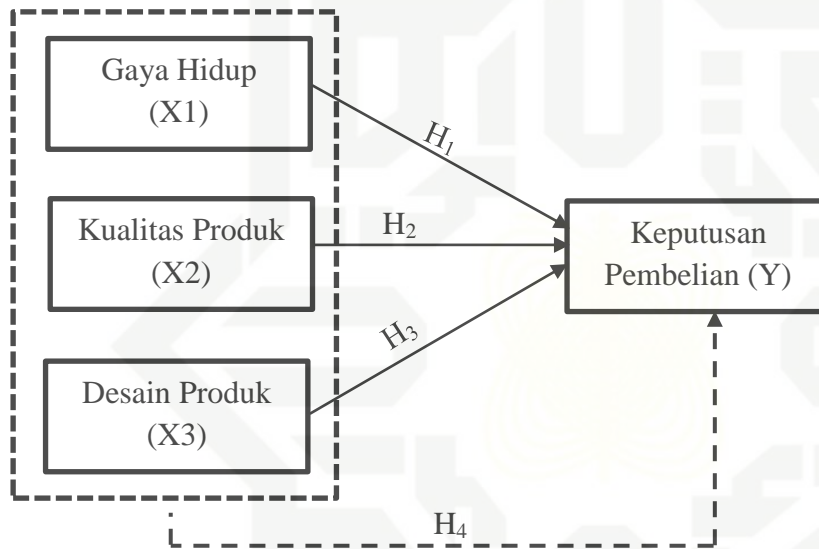 Gaya Hidup
(X1)
H₁
Kualitas Produk
(X2)
H₂
Keputusan
Pembelian (Y)
H₃
Desain Produk
(X3)
H₄